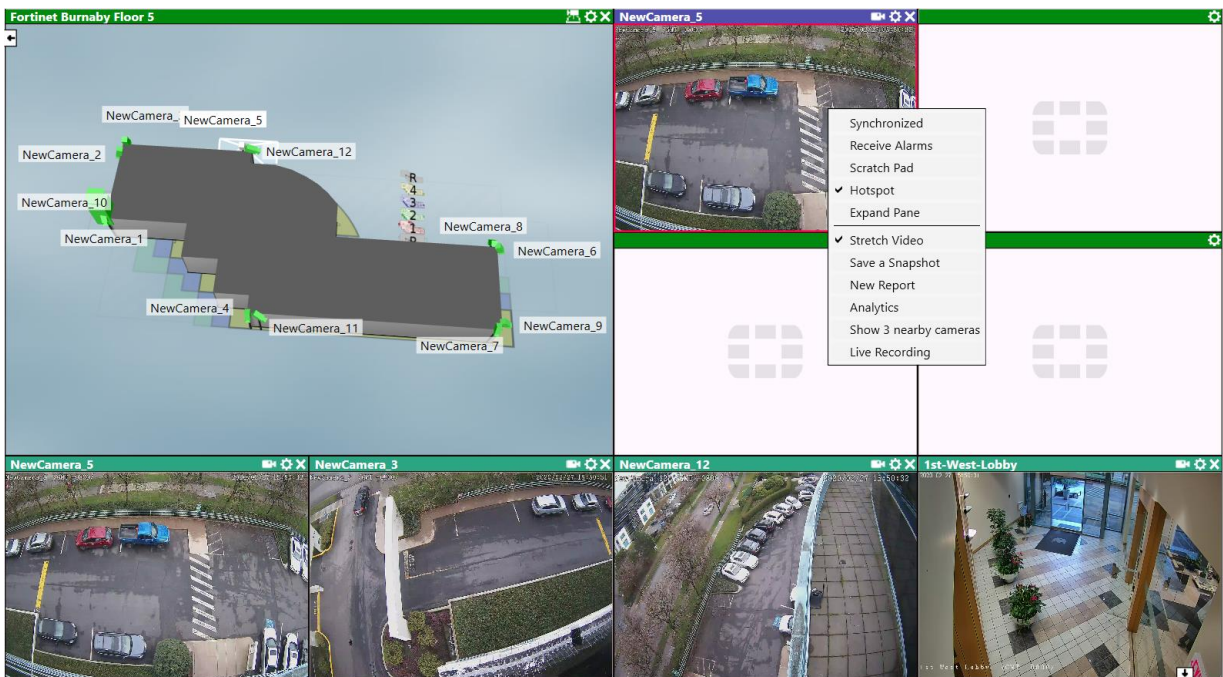 Fortinet Burnaby Floor 5
NewCamera_5
NewCamera_
NewCamera_5
NewCamera_2
NewCamera_12
NewCamera_10
NewCamera_1
NewCamera_8
NewCamera_6
NewCamera_4
NewCamera_11
NewCamera_9
NewCamera_7
R
4
3
2
1
Synchronized
Receive Alarms
Scratch Pad
Hotspot
Expand Pane
Stretch Video
Save a Snapshot
New Report
Analytics
Show 3 nearby cameras
Live Recording
NewCamera_5
NewCamera_3
NewCamera_12
1st-West-Lobby